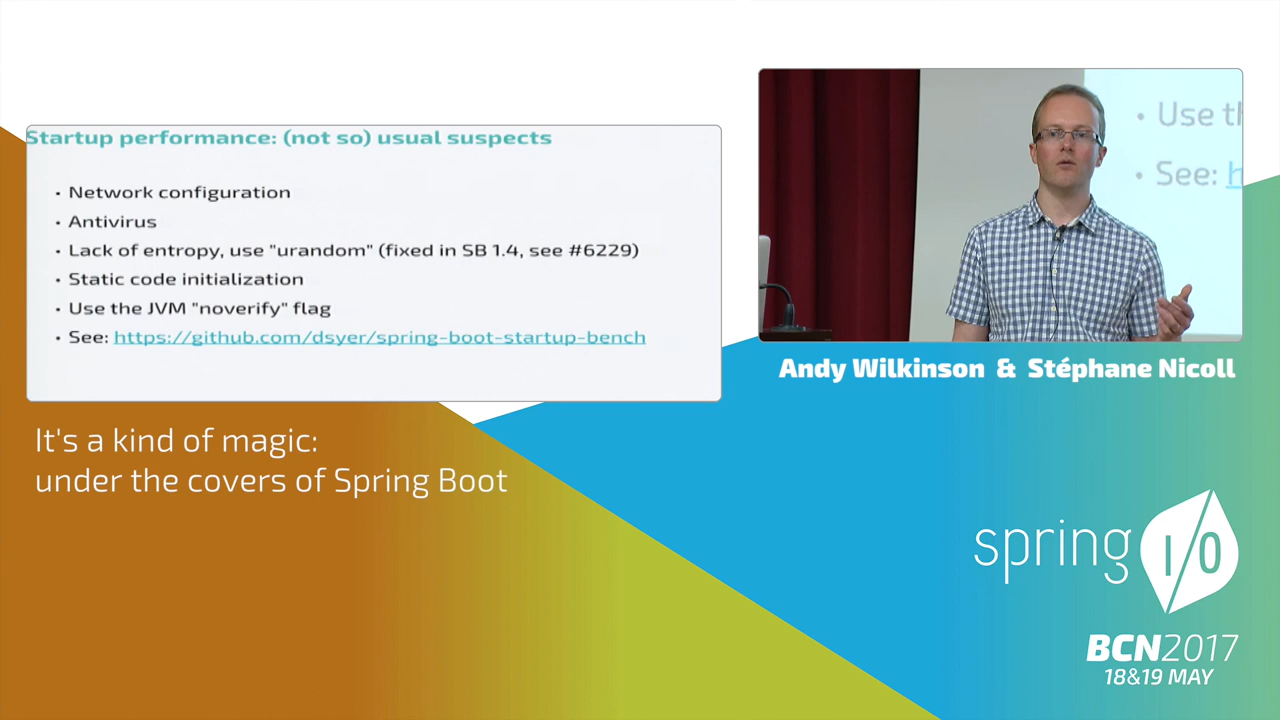 Startup performance: (not so) usual suspects
• Network configuration
• Antivirus
• Lack of entropy, use "urandom" (fixed in SB 1.4, see #6229)
• Static code initialization
• Use the JVM "noverify" flag
• See: https://github.com/dsyer/spring-boot-startup-bench
• Use th
• See: h
Andy Wilkinson & Stéphane Nicoll
It's a kind of magic:
under the covers of Spring Boot
spring I/O
BCN2017
18&19 MAY